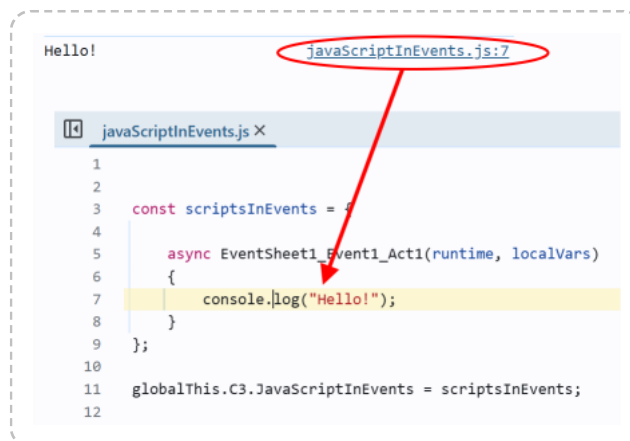 Hello! javaScriptInEvents.js:7
javaScriptInEvents.js ×
1
2
3 const scriptsInEvents = {
4
5 async EventSheet1_Event1_Act1(runtime, localVars)
6 {
7 console.log("Hello!");
8 }
9 };
10
11 globalThis.C3.JavaScriptInEvents = scriptsInEvents;
12